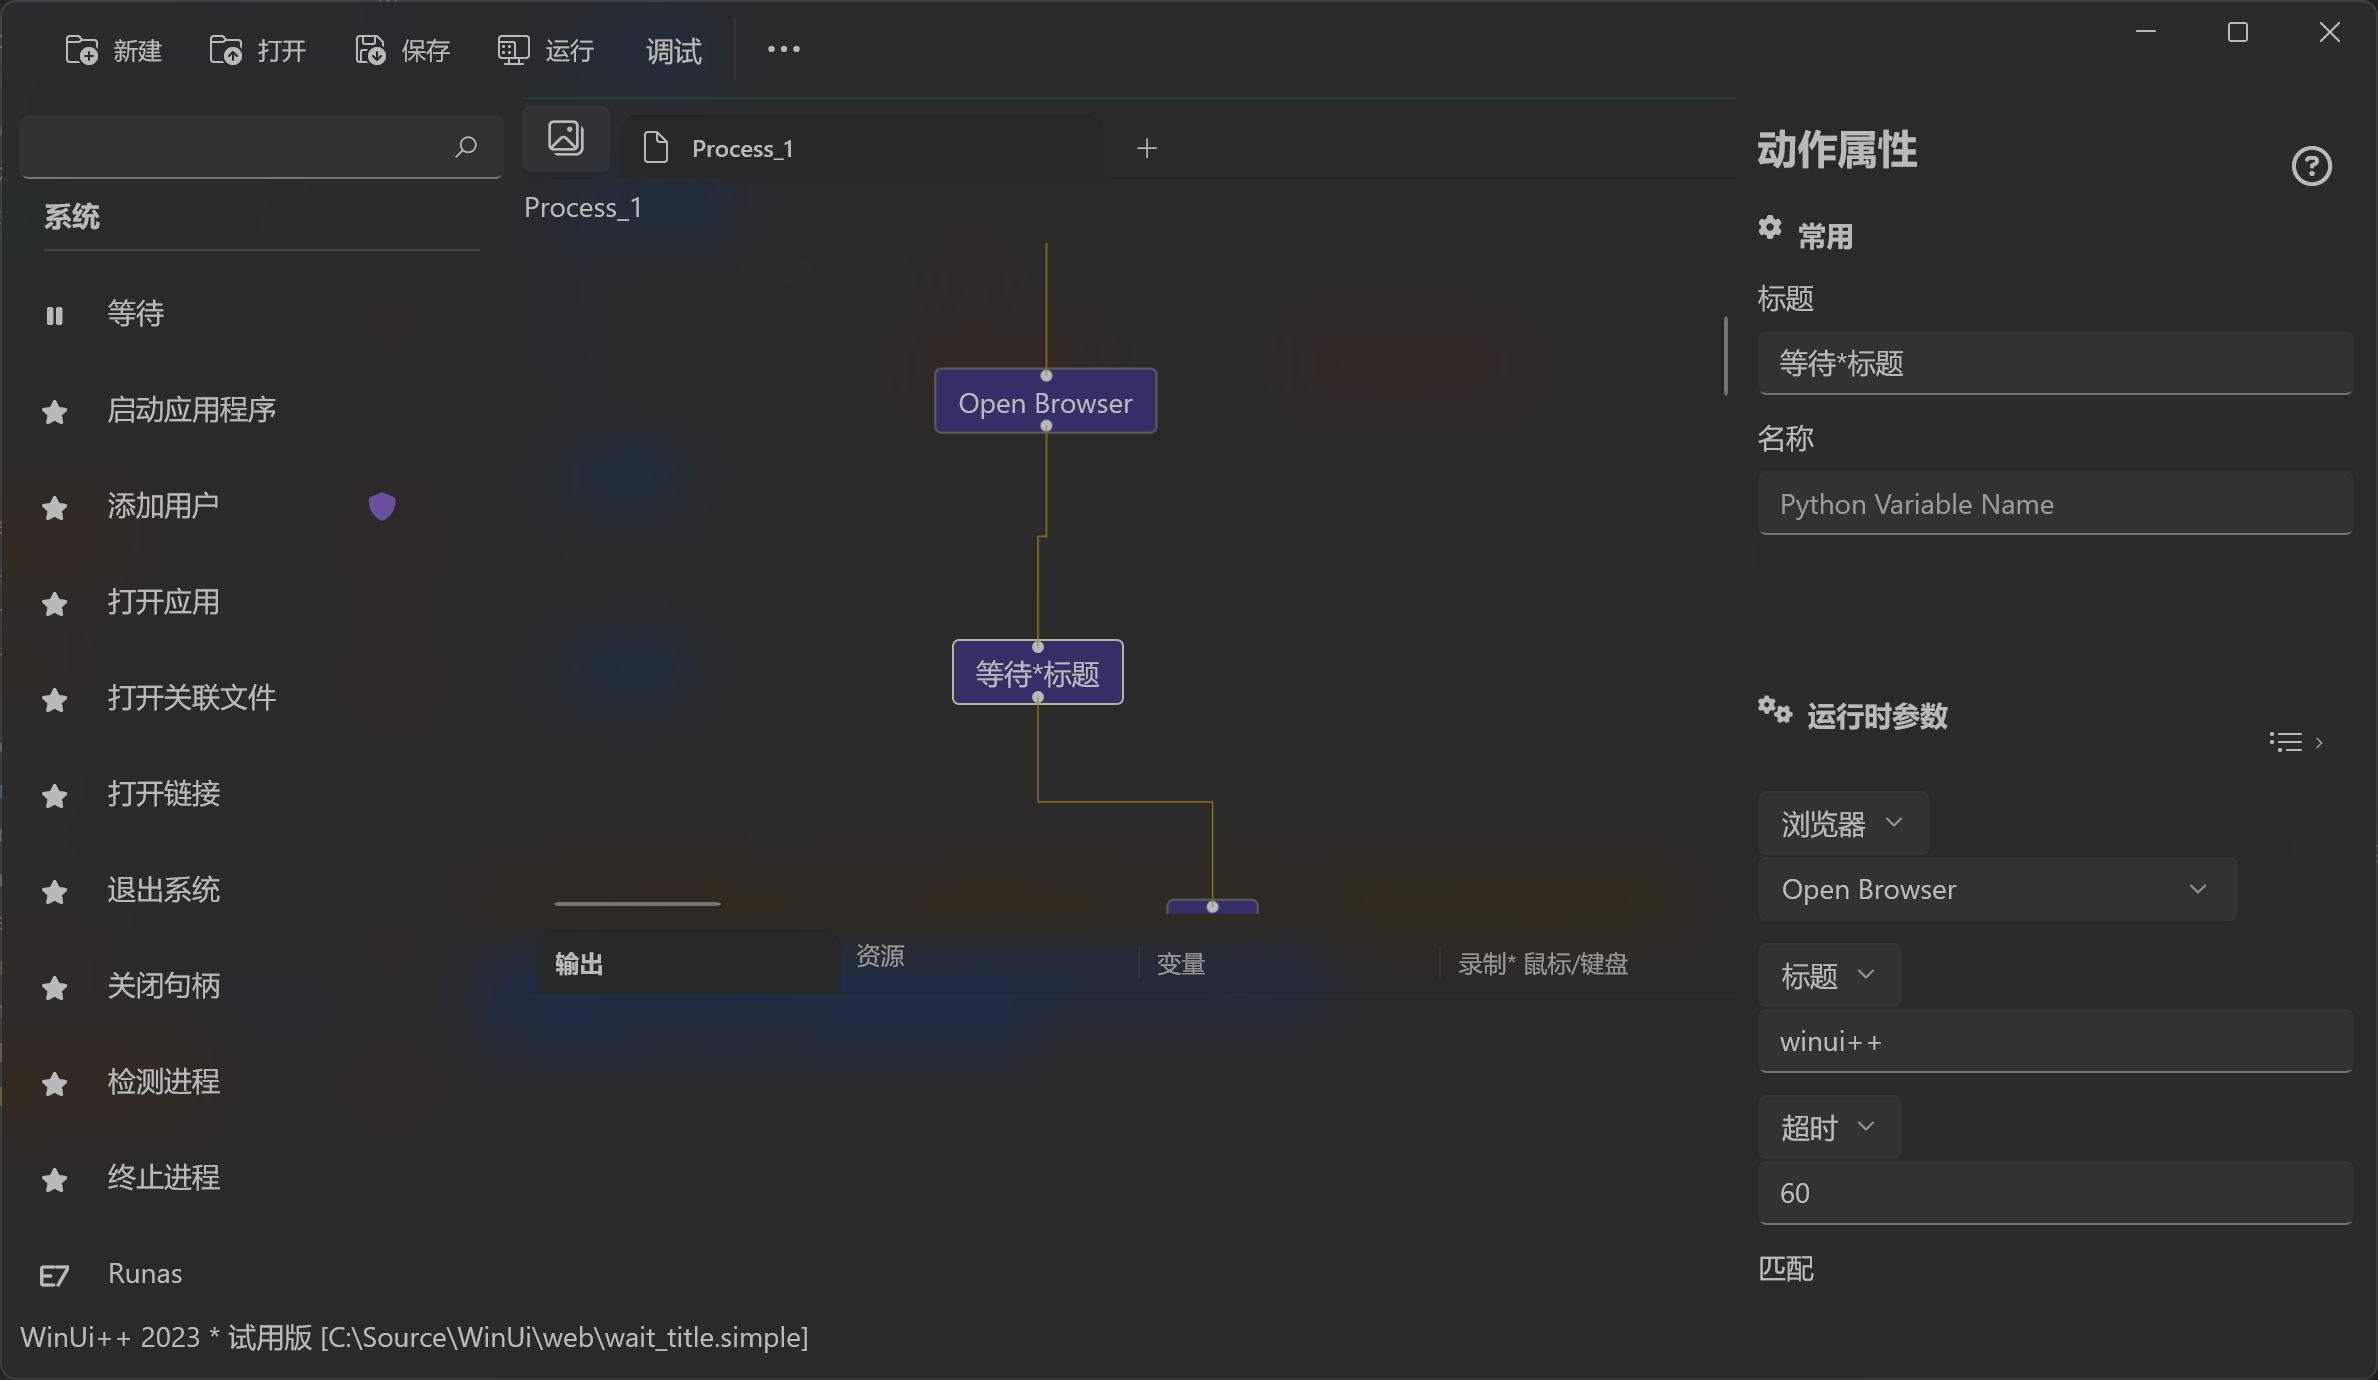 新建 打开 保存 运行 调试
Process_1
系统
等待
启动应用程序
添加用户
打开应用
打开关联文件
打开链接
退出系统
关闭句柄
检测进程
终止进程
Runas
Process_1
Open Browser
等待*标题
输出 资源 变量 录制* 鼠标/键盘
动作属性
常用
标题
等待*标题
名称
Python Variable Name
运行时参数
浏览器
Open Browser
标题
winui++
超时
60
匹配
WinUi++ 2023 * 试用版 [C:\Source\WinUi\web\wait_title.simple]